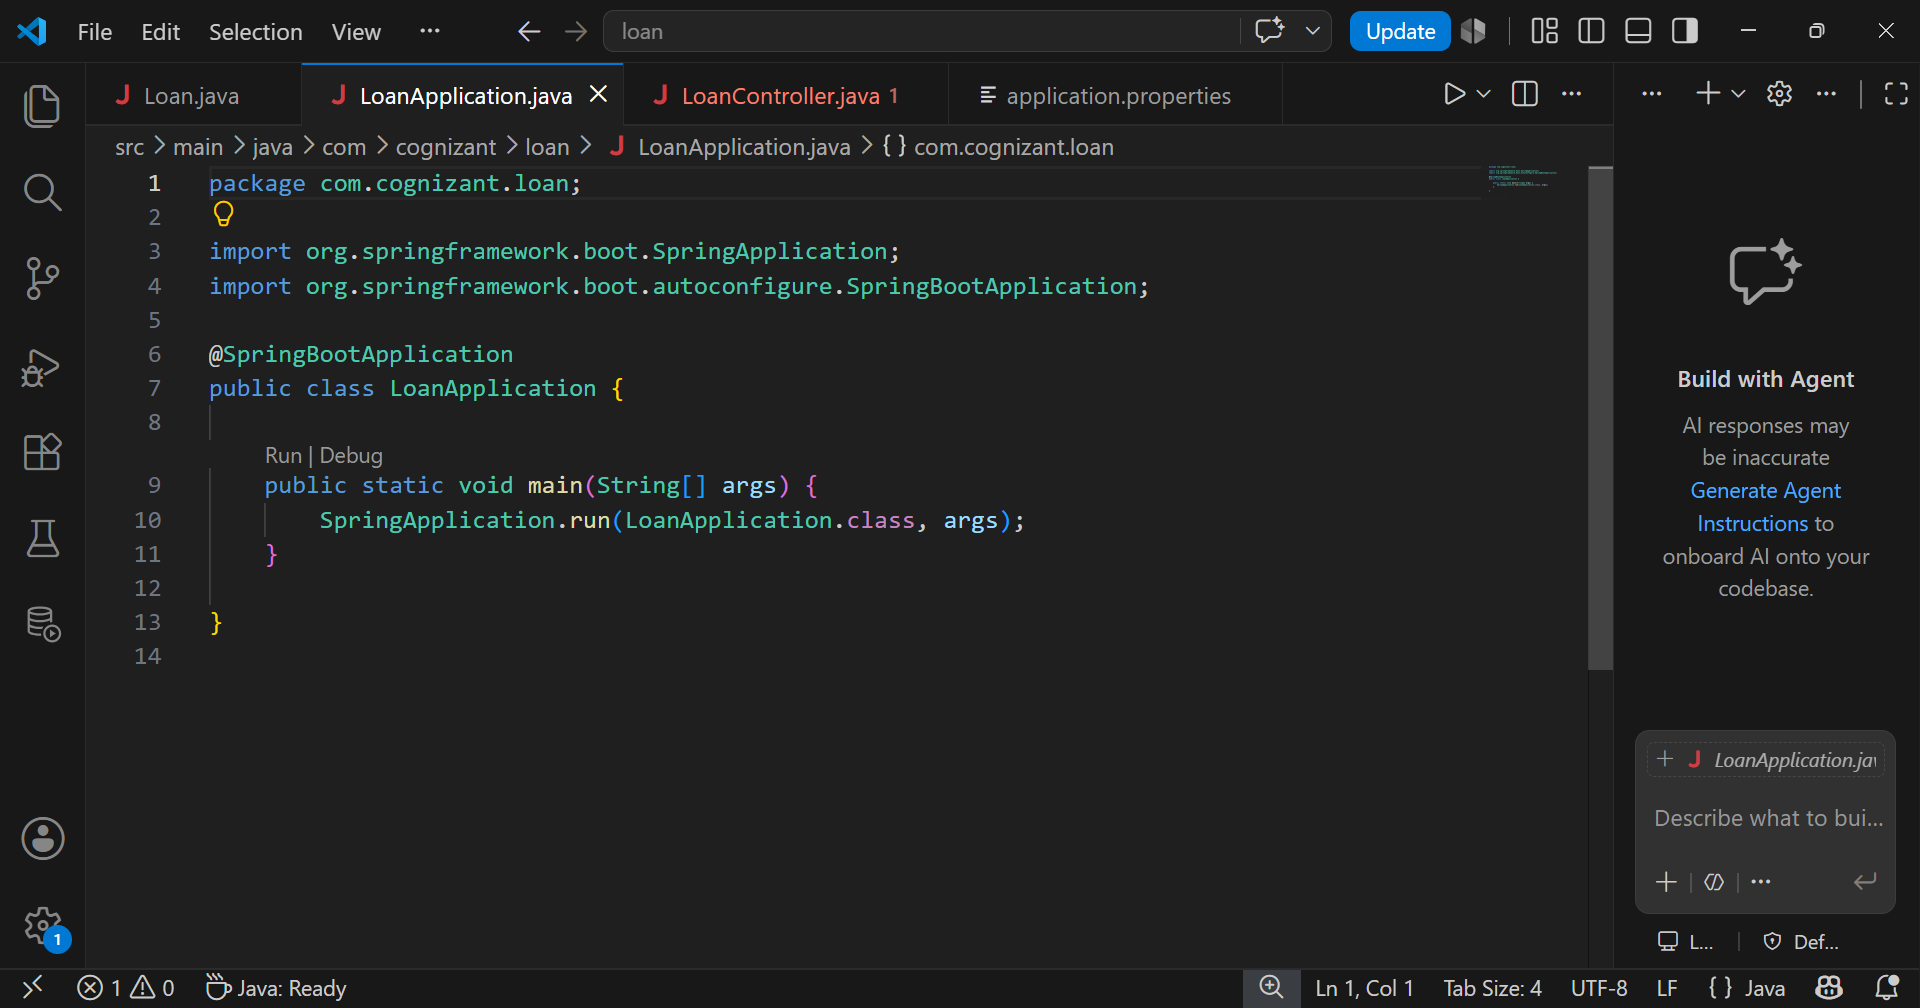 File Edit Selection View ··· loan Update
Loan.java LoanApplication.java LoanController.java 1 application.properties
src > main > java > com > cognizant > loan > LoanApplication.java > {} com.cognizant.loan
1 package com.cognizant.loan;
2
3 import org.springframework.boot.SpringApplication;
4 import org.springframework.boot.autoconfigure.SpringBootApplication;
5
6 @SpringBootApplication
7 public class LoanApplication {
8
Run | Debug
9 public static void main(String[] args) {
10 SpringApplication.run(LoanApplication.class, args);
11 }
12
13 }
14
Build with Agent
AI responses may
be inaccurate
Generate Agent
Instructions to
onboard AI onto your
codebase.
LoanApplication.jav
Describe what to bui...
L... Def...
1
1 0 Java: Ready Ln 1, Col 1 Tab Size: 4 UTF-8 LF {} Java